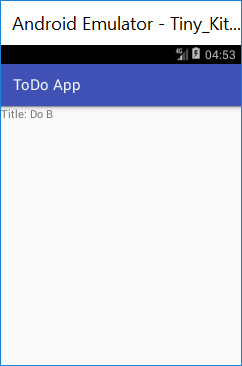 Android Emulator - Tiny_Kit...
4G 04:53
ToDo App
Title: Do B